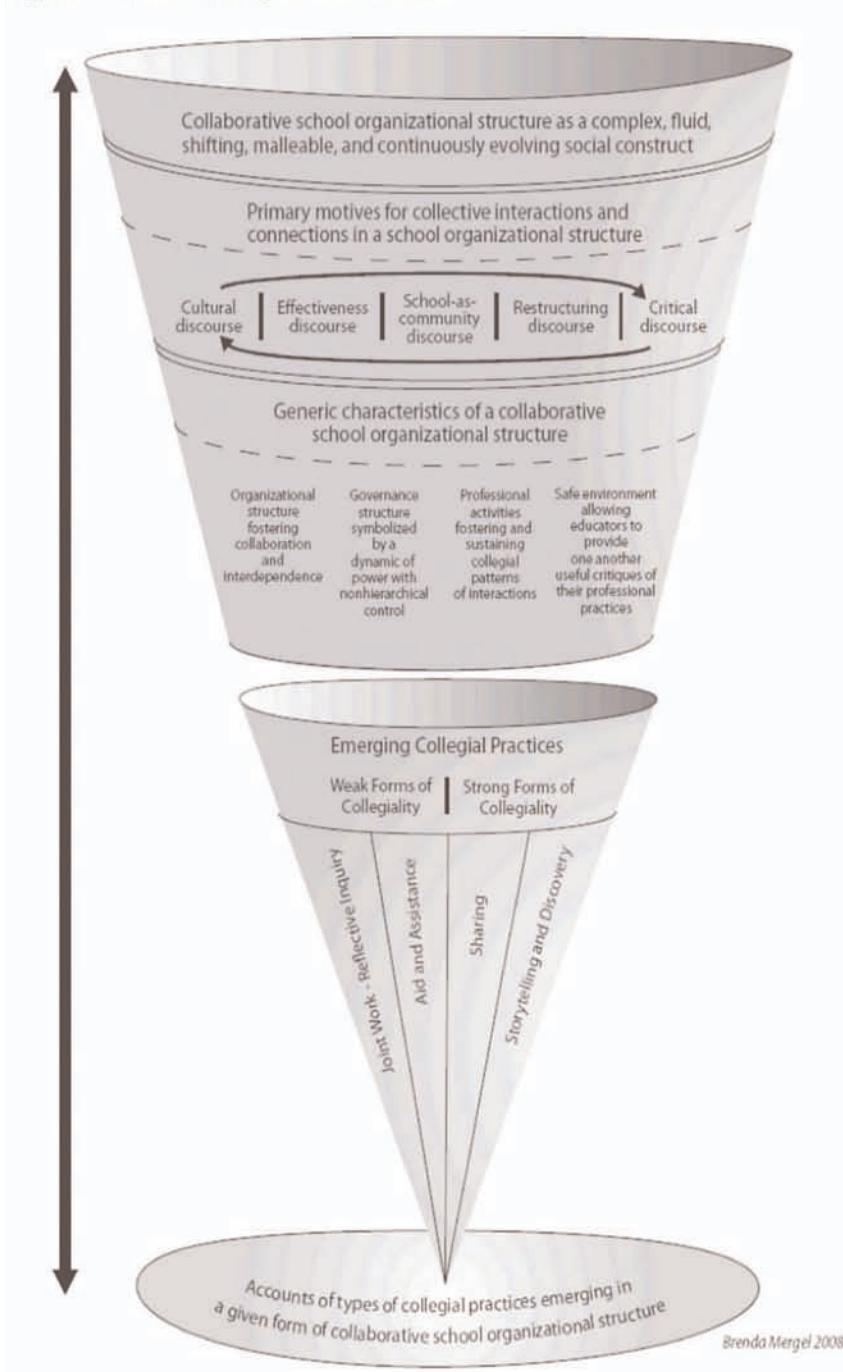 Collaborative school organizational structure as a complex, fluid,
shifting, malleable, and continuously evolving social construct
Primary motives for collective interactions and
connections in a school organizational structure
Cultural
discourse
Effectiveness
discourse
School-as-
community
discourse
Restructuring
discourse
Critical
discourse
Generic characteristics of a collaborative
school organizational structure
Organizational
structure
fostering
collaboration
and
interdependence
Governance
structure
symbolized
by a
dynamic of
power with
nonhierarchical
control
Professional
activities
fostering and
sustaining
collegial
patterns
of interactions
Safe environment
allowing
educators to
provide
one another
useful critiques of
their professional
practices
Emerging Collegial Practices
Weak Forms of
Collegiality
Strong Forms of
Collegiality
Joint Work - Reflective Inquiry
Aid and Assistance
Sharing
Storytelling and Discovery
Accounts of types of collegial practices emerging in
a given form of collaborative school organizational structure
Brenda Mergel 2008